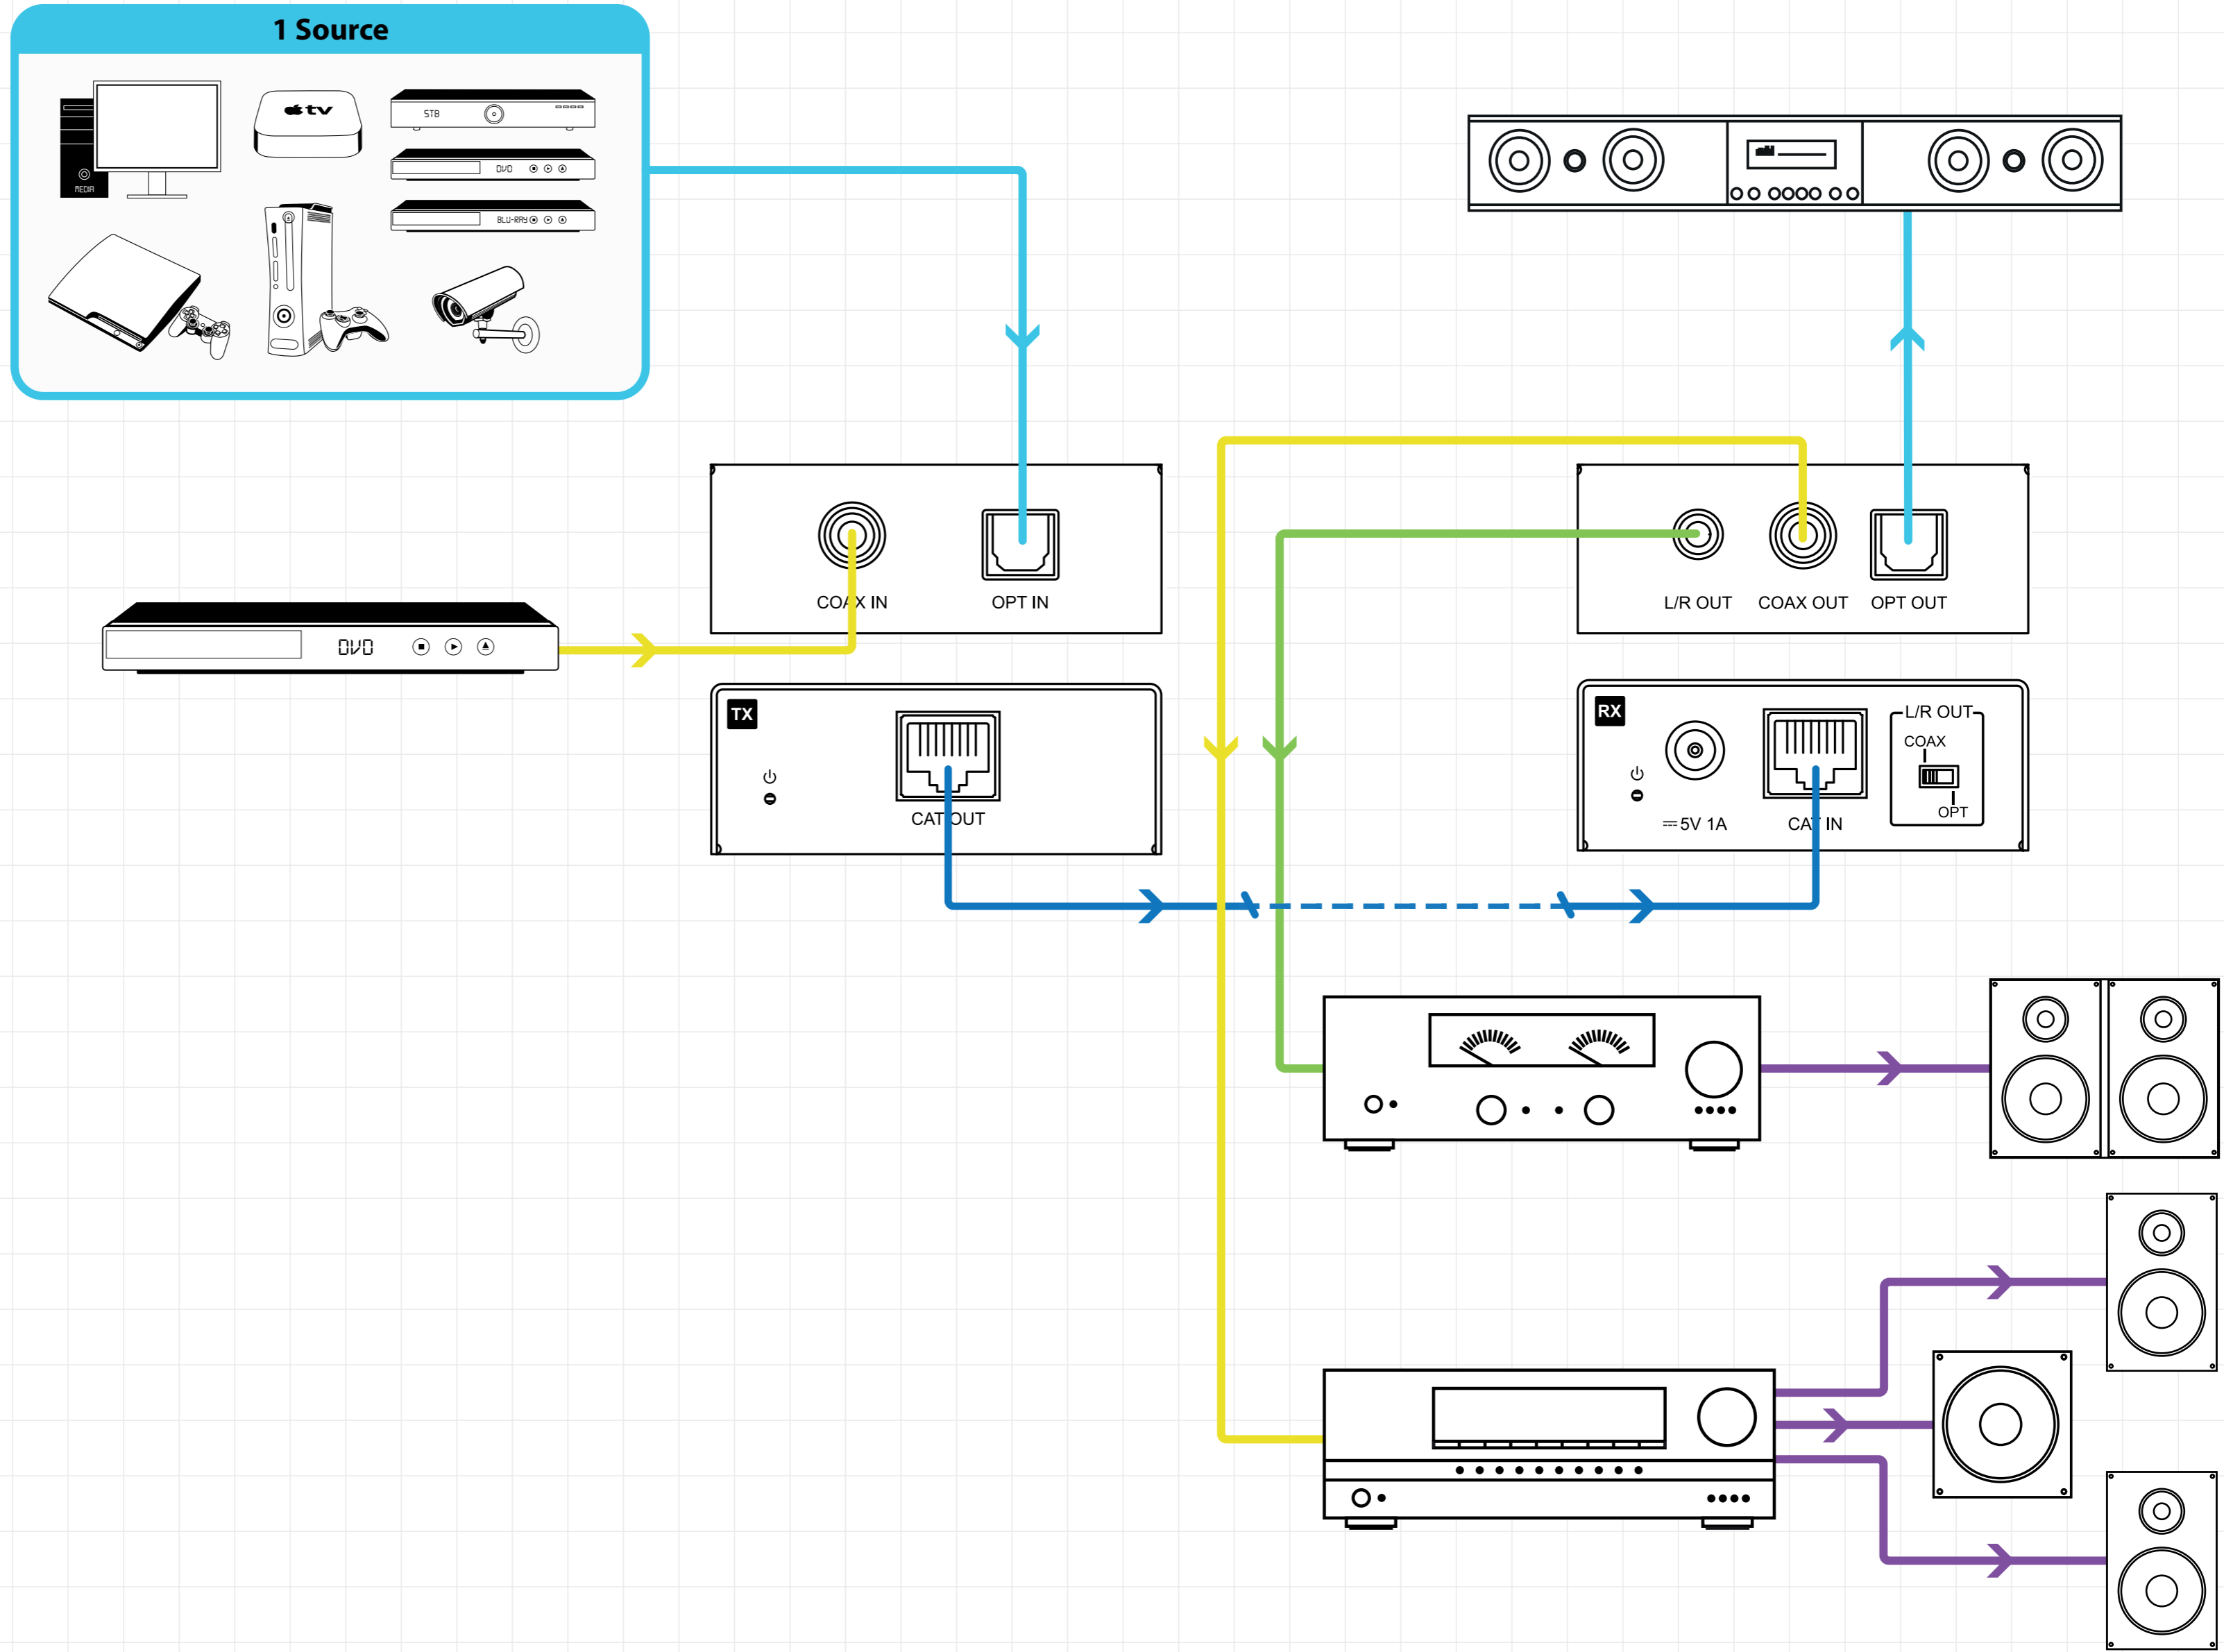 1 Source
tv
STB
DVD
BLU-RAY
MEDIA
COAX IN
OPT IN
L/R OUT
COAX OUT
OPT OUT
DVD
TX
CAT OUT
RX
5V 1A
CAT IN
L/R OUT
COAX
OPT